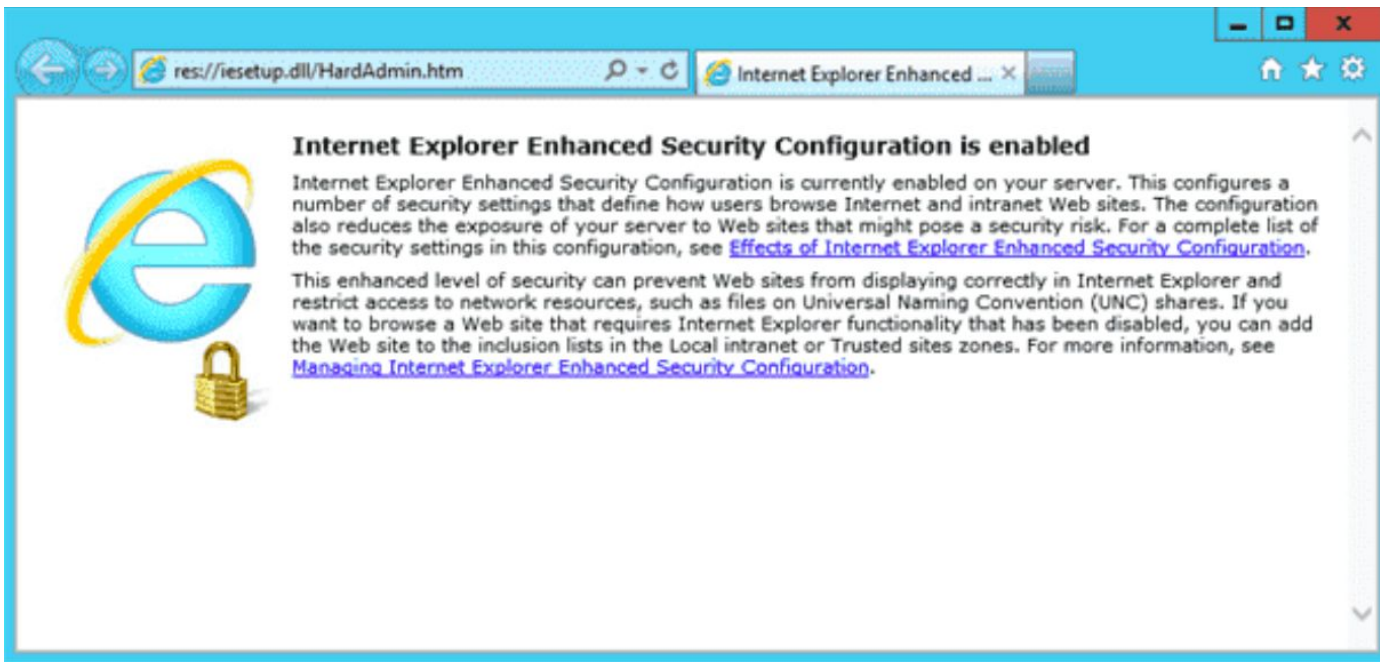 res://iesetup.dll/HardAdmin.htm
Internet Explorer Enhanced ...
Internet Explorer Enhanced Security Configuration is enabled
Internet Explorer Enhanced Security Configuration is currently enabled on your server. This configures a
number of security settings that define how users browse Internet and intranet Web sites. The configuration
also reduces the exposure of your server to Web sites that might pose a security risk. For a complete list of
the security settings in this configuration, see Effects of Internet Explorer Enhanced Security Configuration.
This enhanced level of security can prevent Web sites from displaying correctly in Internet Explorer and
restrict access to network resources, such as files on Universal Naming Convention (UNC) shares. If you
want to browse a Web site that requires Internet Explorer functionality that has been disabled, you can add
the Web site to the inclusion lists in the Local intranet or Trusted sites zones. For more information, see
Managing Internet Explorer Enhanced Security Configuration.